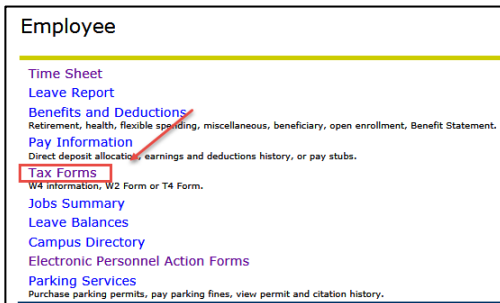 Employee
Time Sheet
Leave Report
Benefits and Deductions
Retirement, health, flexible spending, miscellaneous, beneficiary, open enrollment, Benefit Statement.
Pay Information
Direct deposit allocation, earnings and deductions history, or pay stubs.
Tax Forms
W4 information, W2 Form or T4 Form.
Jobs Summary
Leave Balances
Campus Directory
Electronic Personnel Action Forms
Parking Services
Purchase parking permits, pay parking fines, view permit and citation history.